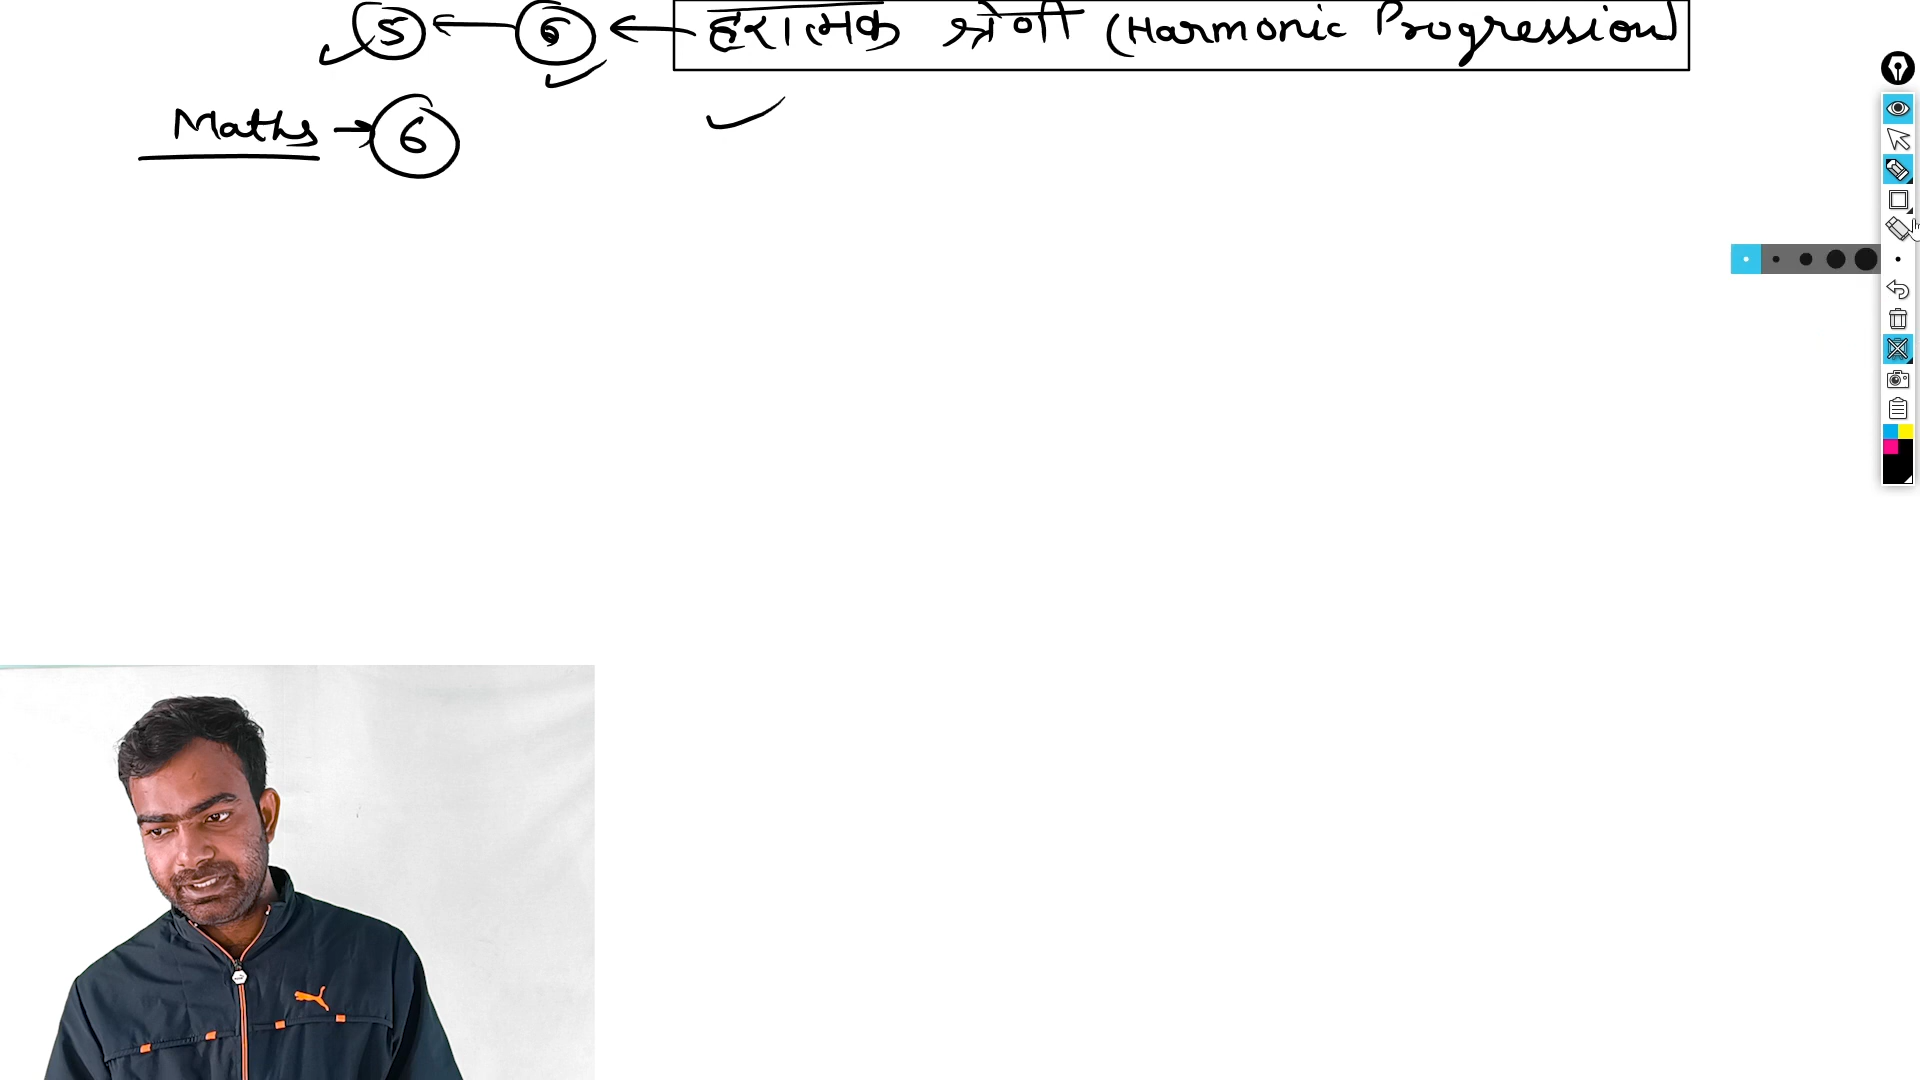 5 ← 6 ← हरात्मक श्रेणी (Harmonic Progression)
Maths → 6